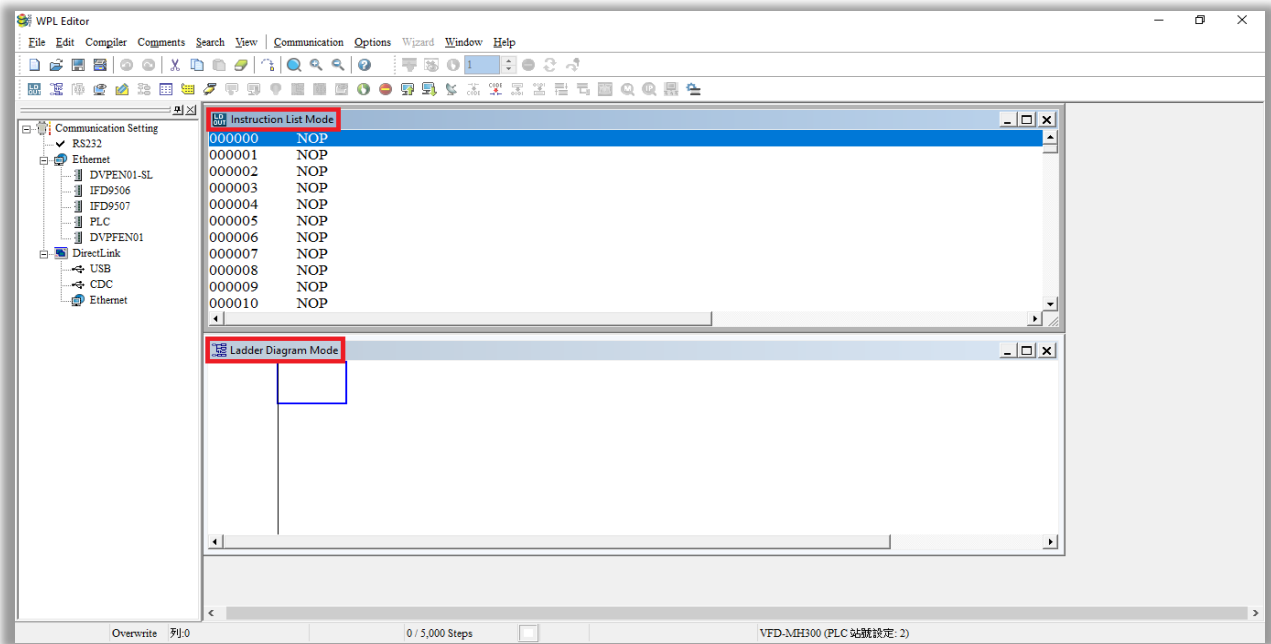 WPL Editor
File Edit Compiler Comments Search View Communication Options Wizard Window Help
1
Communication Setting
RS232
Ethernet
DVPEN01-SL
IFD9506
IFD9507
PLC
DVPFEN01
DirectLink
USB
CDC
Ethernet
Instruction List Mode
000000 NOP
000001 NOP
000002 NOP
000003 NOP
000004 NOP
000005 NOP
000006 NOP
000007 NOP
000008 NOP
000009 NOP
000010 NOP
Ladder Diagram Mode
Overwrite 列:0 0 / 5,000 Steps VFD-MH300 (PLC 站號設定: 2)